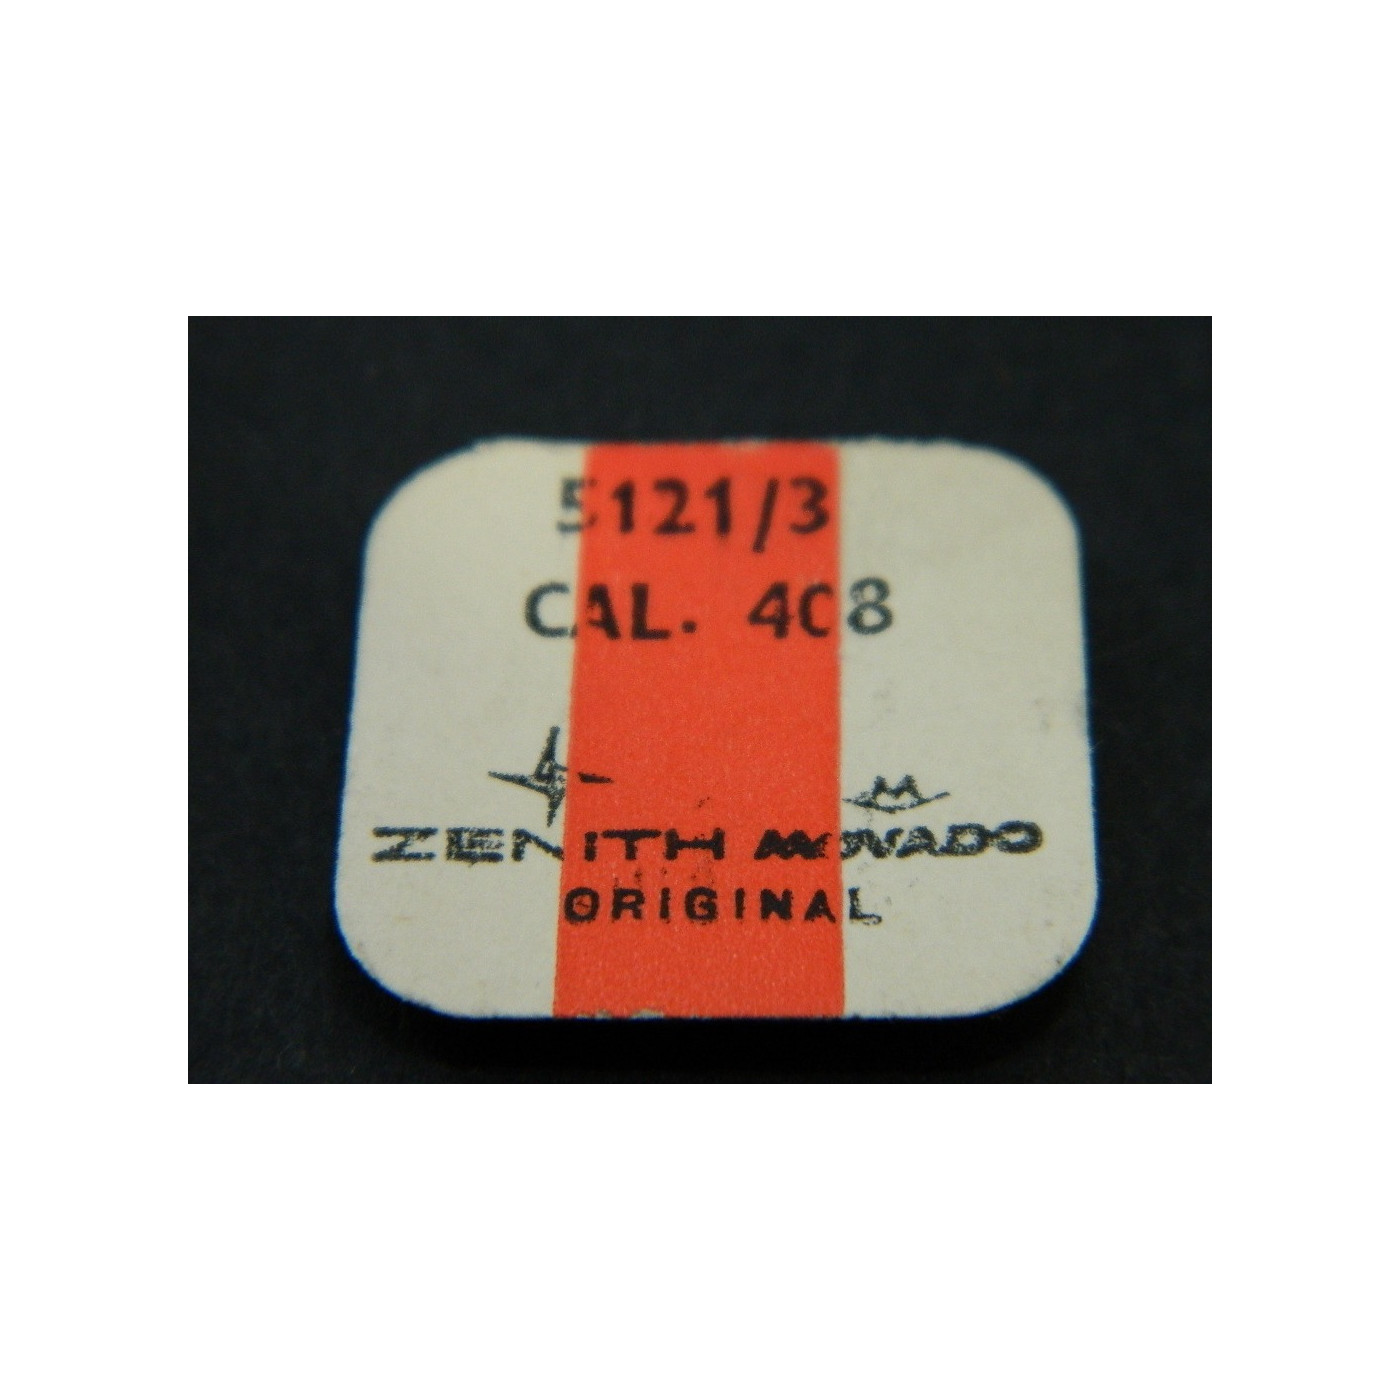 5121/3
CAL. 408
M
ZENITH MOVADO
ORIGINAL